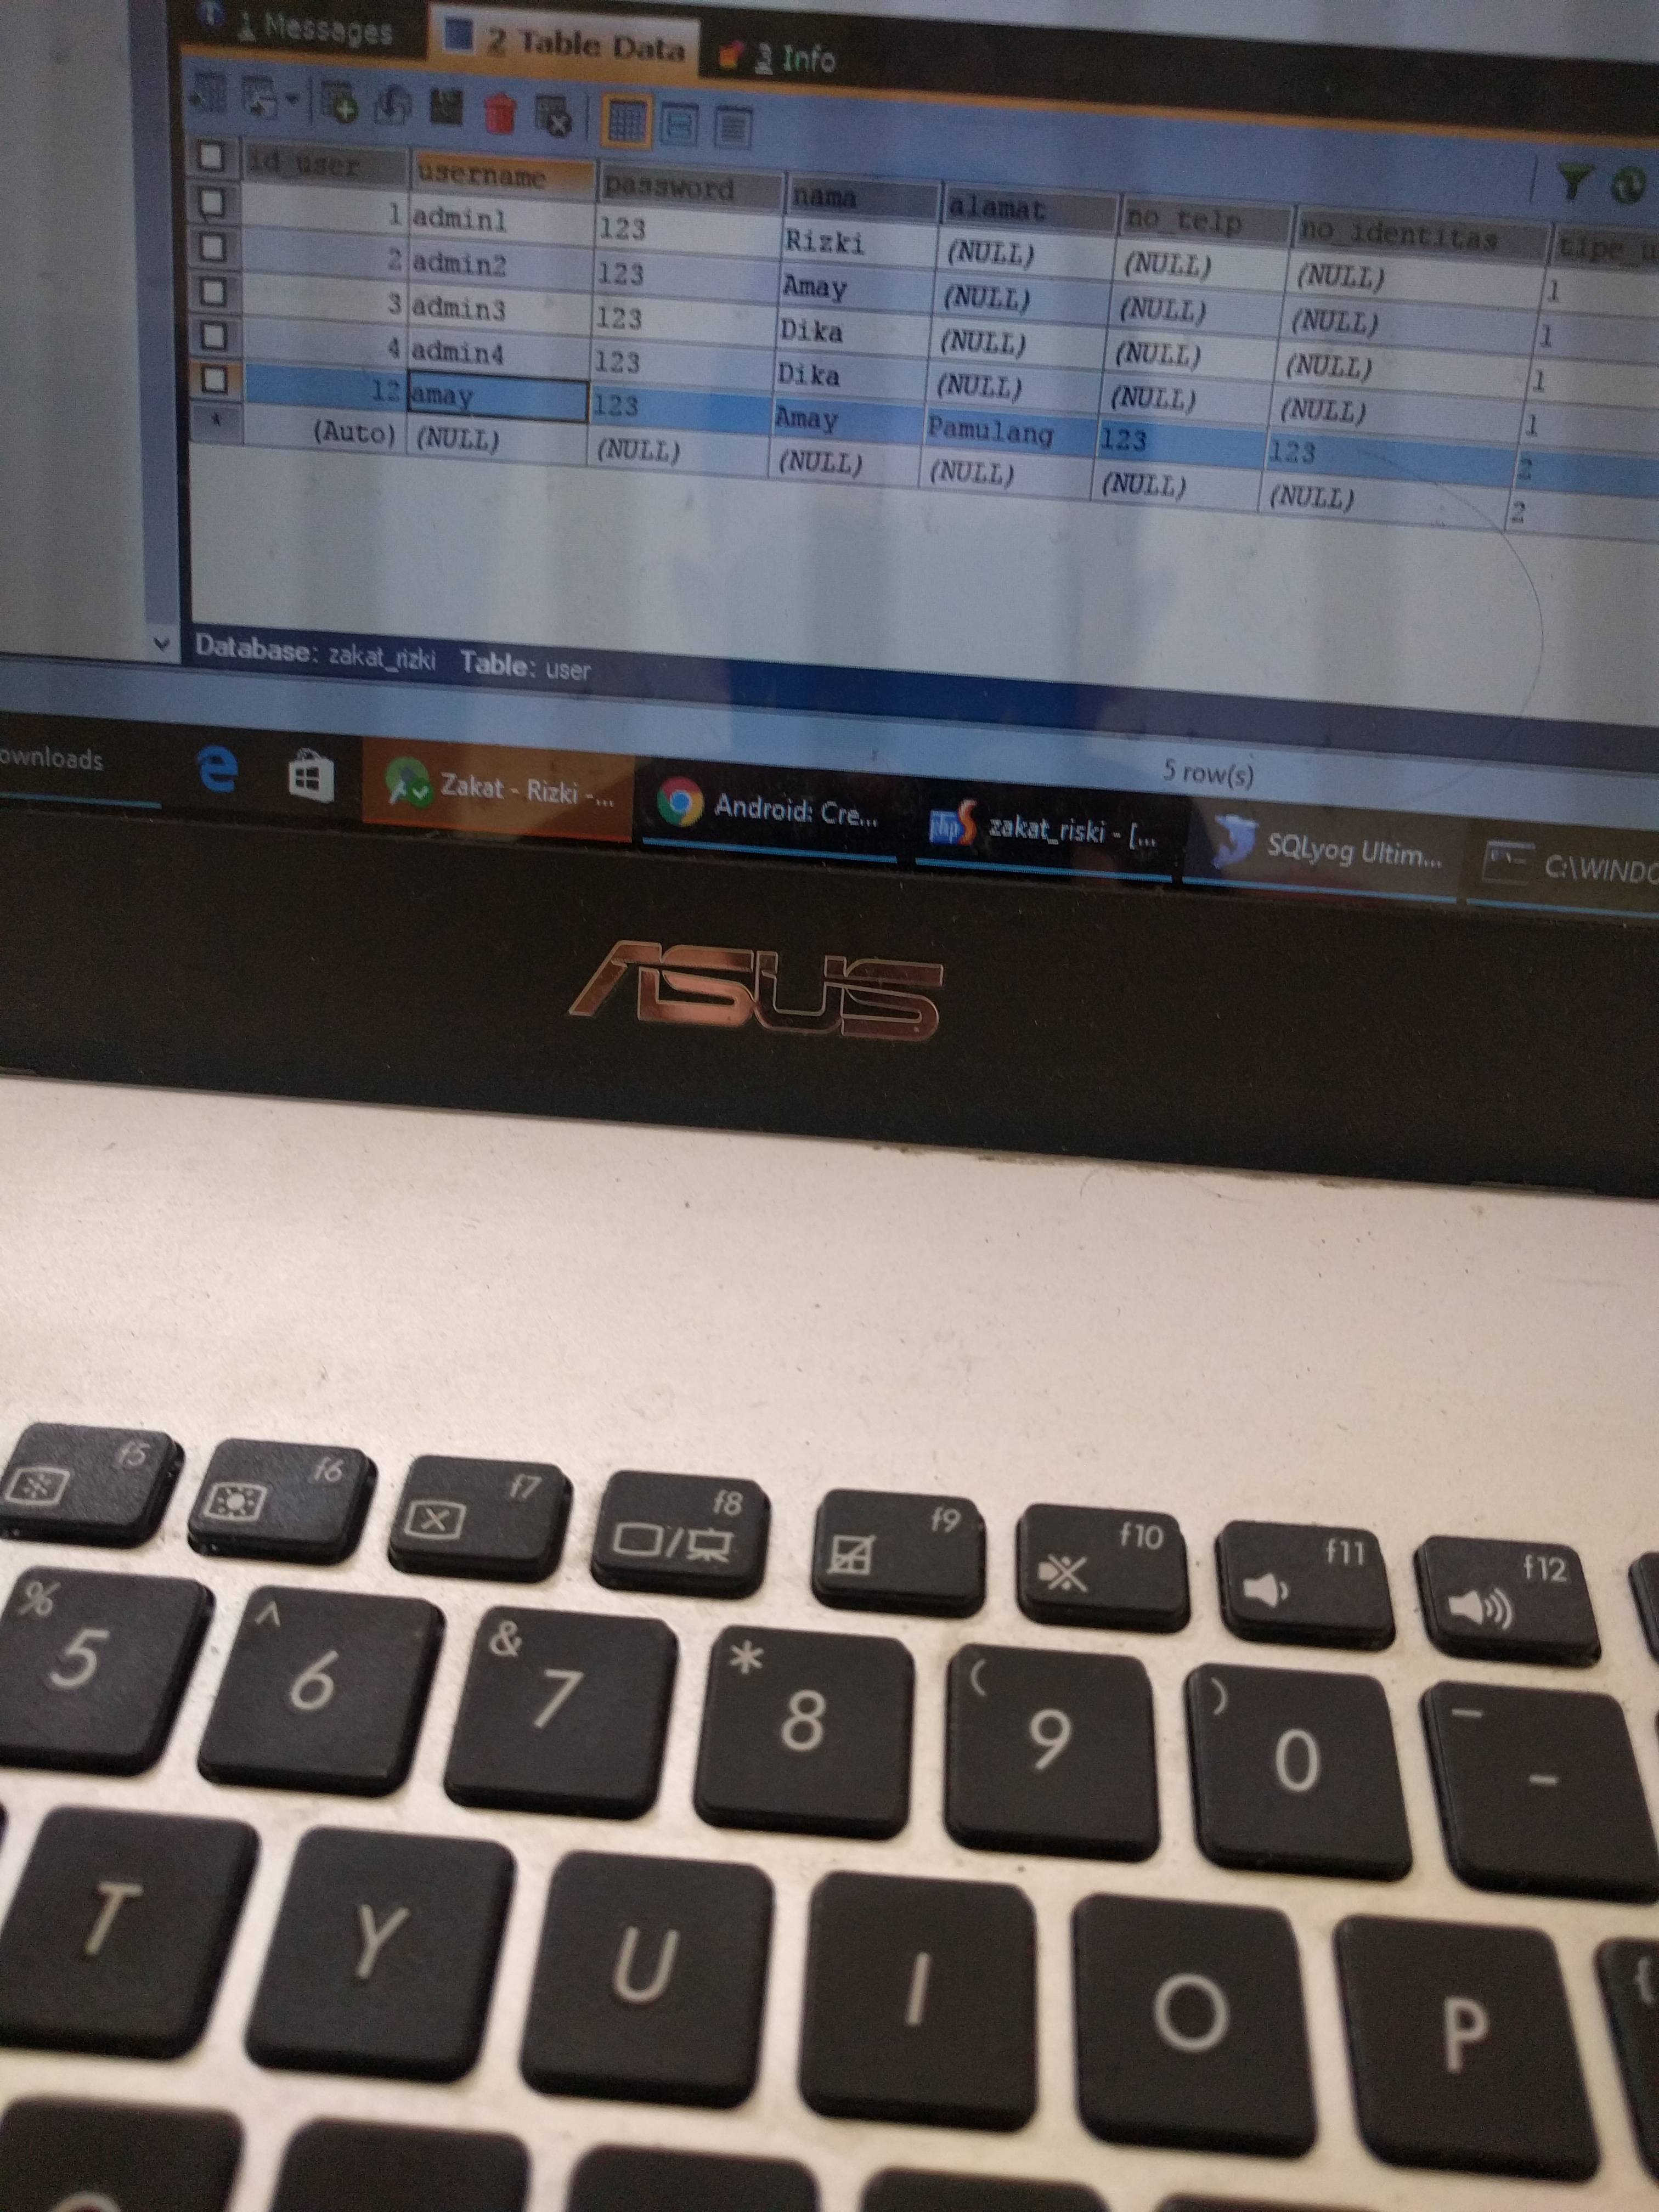 1 Messages 2 Table Data 3 Info
id_user username password nama alamat no_telp no_identitas tipe_u
1 admin1 123 Rizki (NULL) (NULL) (NULL) 1
2 admin2 123 Amay (NULL) (NULL) (NULL) 1
3 admin3 123 Dika (NULL) (NULL) (NULL) 1
4 admin4 123 Dika (NULL) (NULL) (NULL) 1
12 amay 123 Amay Pamulang 123 123 2
* (Auto) (NULL) (NULL) (NULL) (NULL) (NULL) (NULL) 2
Database: zakat_rizki Table: user
5 row(s)
ownloads Zakat - Rizki -... Android: Cre... php zakat_riski - [... SQLyog Ultim... C:\WINDO
ASUS
f5 f6 f7 f8 f9 f10 f11 f12
% 5 ^ 6 & 7 * 8 ( 9 ) 0 _ -
T Y U I O P {